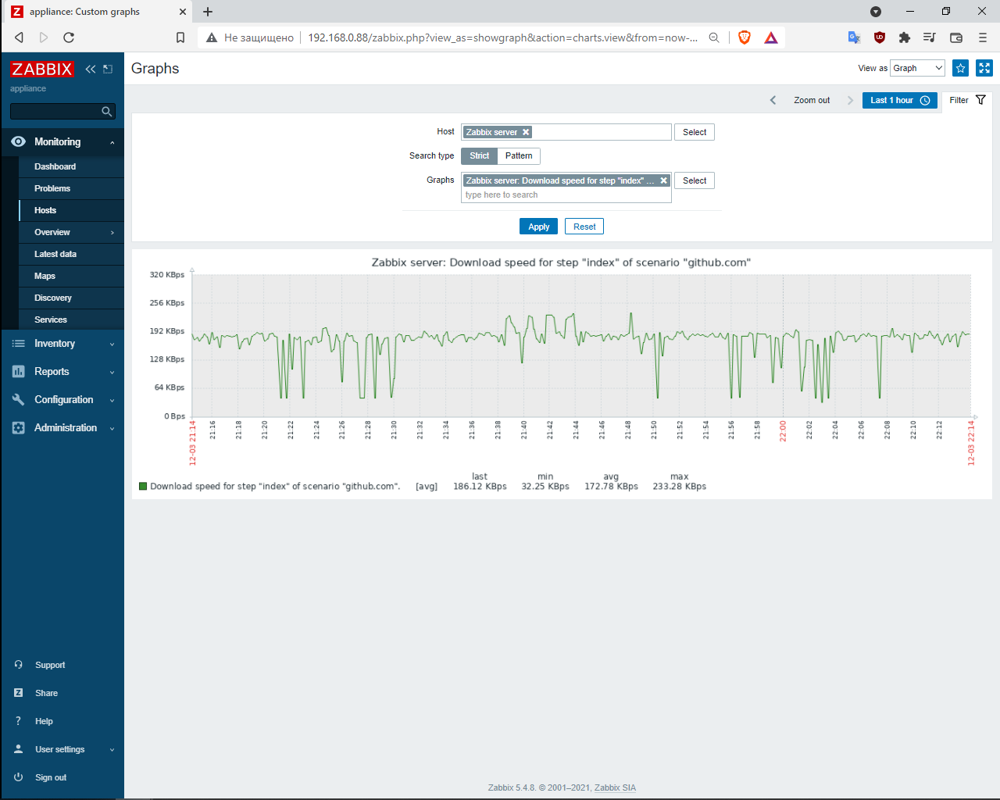 appliance: Custom graphs
Не защищено 192.168.0.88/zabbix.php?view_as=showgraph&action=charts.view&from=now-...
ZABBIX
appliance
Monitoring
Dashboard
Problems
Hosts
Overview
Latest data
Maps
Discovery
Services
Inventory
Reports
Configuration
Administration
Support
Share
Help
User settings
Sign out
Graphs
View as Graph
Zoom out
Last 1 hour
Filter
Host Zabbix server Select
Search type Strict Pattern
Graphs Zabbix server: Download speed for step "index" ... Select
type here to search
Apply Reset
Zabbix server: Download speed for step "index" of scenario "github.com"
320 KBps
256 KBps
192 KBps
128 KBps
64 KBps
0 Bps
12-03 21:14 21:16 21:18 21:20 21:22 21:24 21:26 21:28 21:30 21:32 21:34 21:36 21:38 21:40 21:42 21:44 21:46 21:48 21:50 21:52 21:54 21:56 21:58 22:00 22:02 22:04 22:06 22:08 22:10 22:12 12-03 22:14
last min avg max
Download speed for step "index" of scenario "github.com". [avg] 186.12 KBps 32.25 KBps 172.78 KBps 233.28 KBps
Zabbix 5.4.8. © 2001–2021, Zabbix SIA